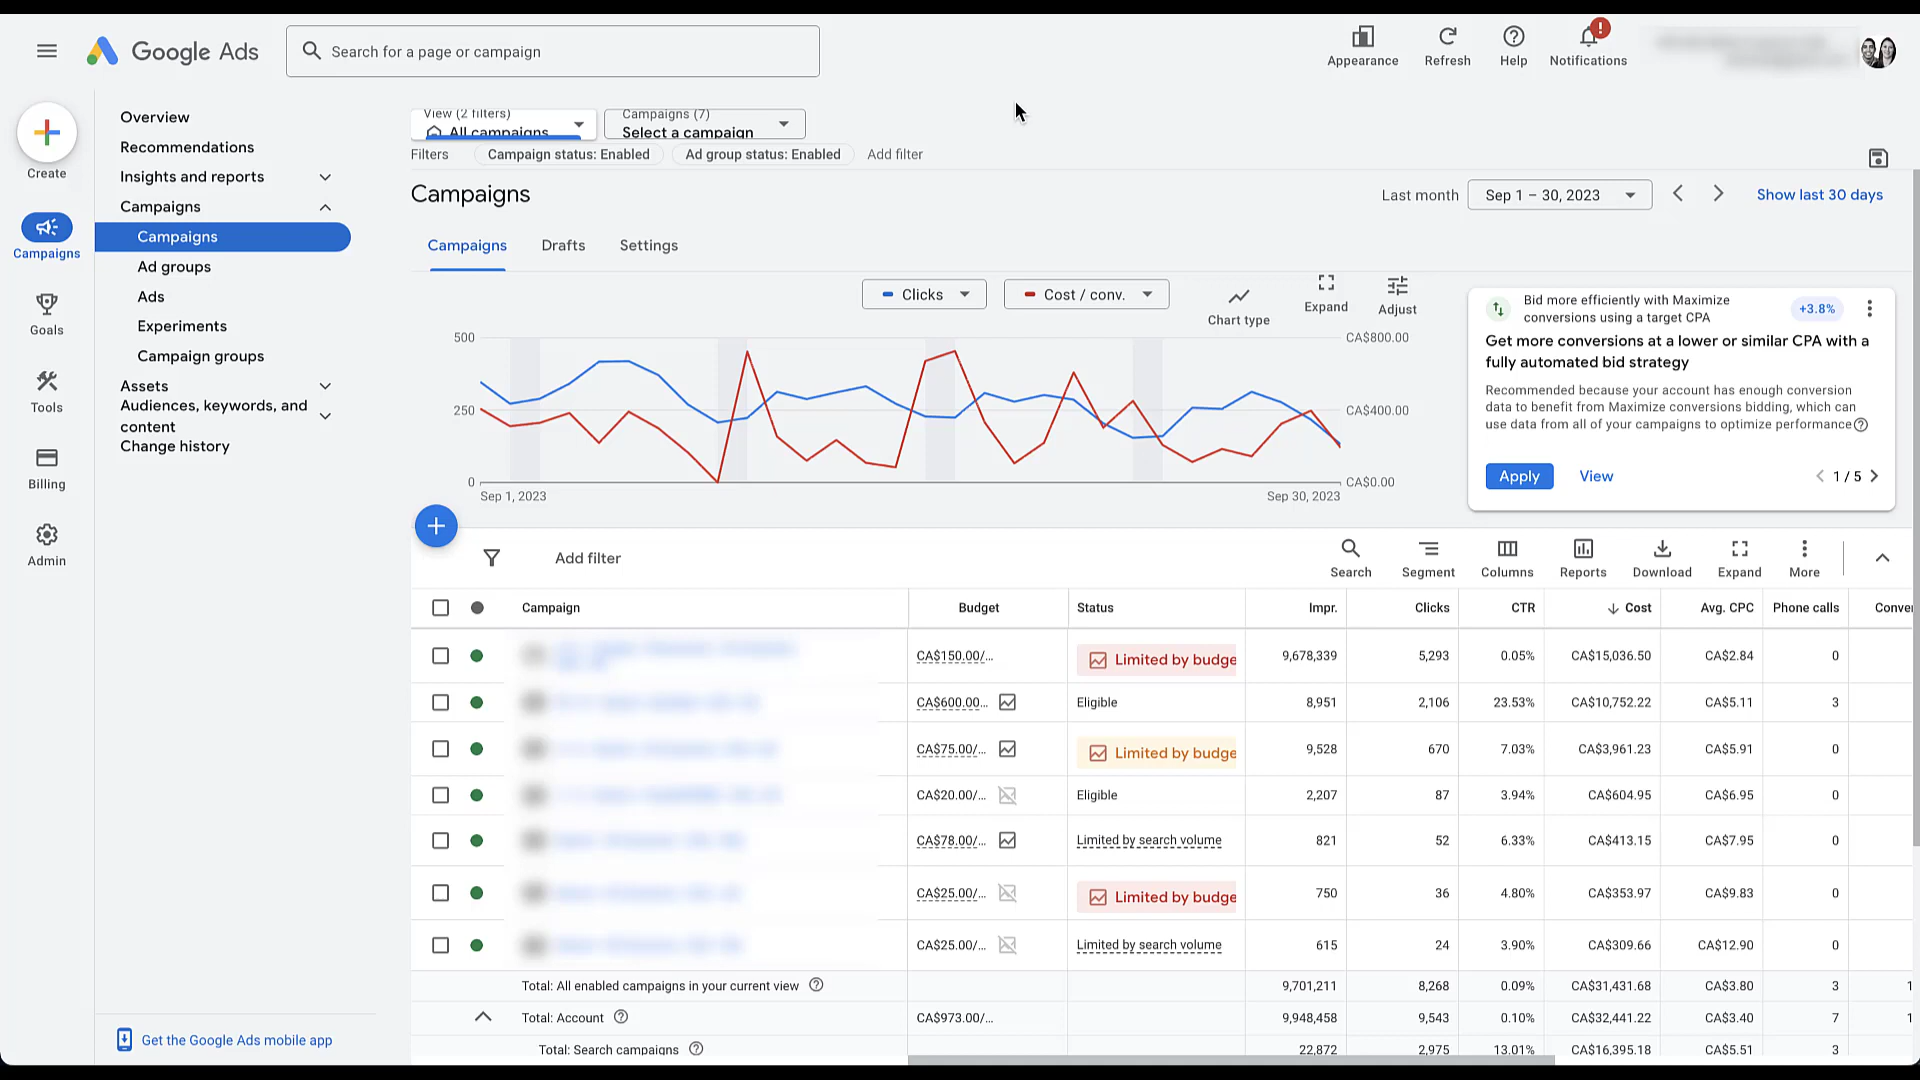 Google Ads
Search for a page or campaign
Appearance
Refresh
Help
!
Notifications
Create
Campaigns
Goals
Tools
Billing
Admin
Overview
Recommendations
Insights and reports
Campaigns
Campaigns
Ad groups
Ads
Experiments
Campaign groups
Assets
Audiences, keywords, and
content
Change history
Get the Google Ads mobile app
View (2 filters)
All campaigns
Campaigns (7)
Select a campaign
Filters
Campaign status: Enabled
Ad group status: Enabled
Add filter
Campaigns
Last month
Sep 1 – 30, 2023
Show last 30 days
Campaigns
Drafts
Settings
Clicks
Cost / conv.
Chart type
Expand
Adjust
500
250
0
CA$800.00
CA$400.00
CA$0.00
Sep 1, 2023
Sep 30, 2023
Bid more efficiently with Maximize
conversions using a target CPA
+3.8%
Get more conversions at a lower or similar CPA with a
fully automated bid strategy
Recommended because your account has enough conversion
data to benefit from Maximize conversions bidding, which can
use data from all of your campaigns to optimize performance
Apply
View
1 / 5
Add filter
Search
Segment
Columns
Reports
Download
Expand
More
Campaign Budget Status Impr. Clicks CTR Cost Avg. CPC Phone calls Conver
CA$150.00/... Limited by budge 9,678,339 5,293 0.05% CA$15,036.50 CA$2.84 0
CA$600.00... Eligible 8,951 2,106 23.53% CA$10,752.22 CA$5.11 3
CA$75.00/... Limited by budge 9,528 670 7.03% CA$3,961.23 CA$5.91 0
CA$20.00/... Eligible 2,207 87 3.94% CA$604.95 CA$6.95 0
CA$78.00/... Limited by search volume 821 52 6.33% CA$413.15 CA$7.95 0
CA$25.00/... Limited by budge 750 36 4.80% CA$353.97 CA$9.83 0
CA$25.00/... Limited by search volume 615 24 3.90% CA$309.66 CA$12.90 0
Total: All enabled campaigns in your current view 9,701,211 8,268 0.09% CA$31,431.68 CA$3.80 3 1
Total: Account CA$973.00/... 9,948,458 9,543 0.10% CA$32,441.22 CA$3.40 7 1
Total: Search campaigns 22,872 2,975 13.01% CA$16,395.18 CA$5.51 3